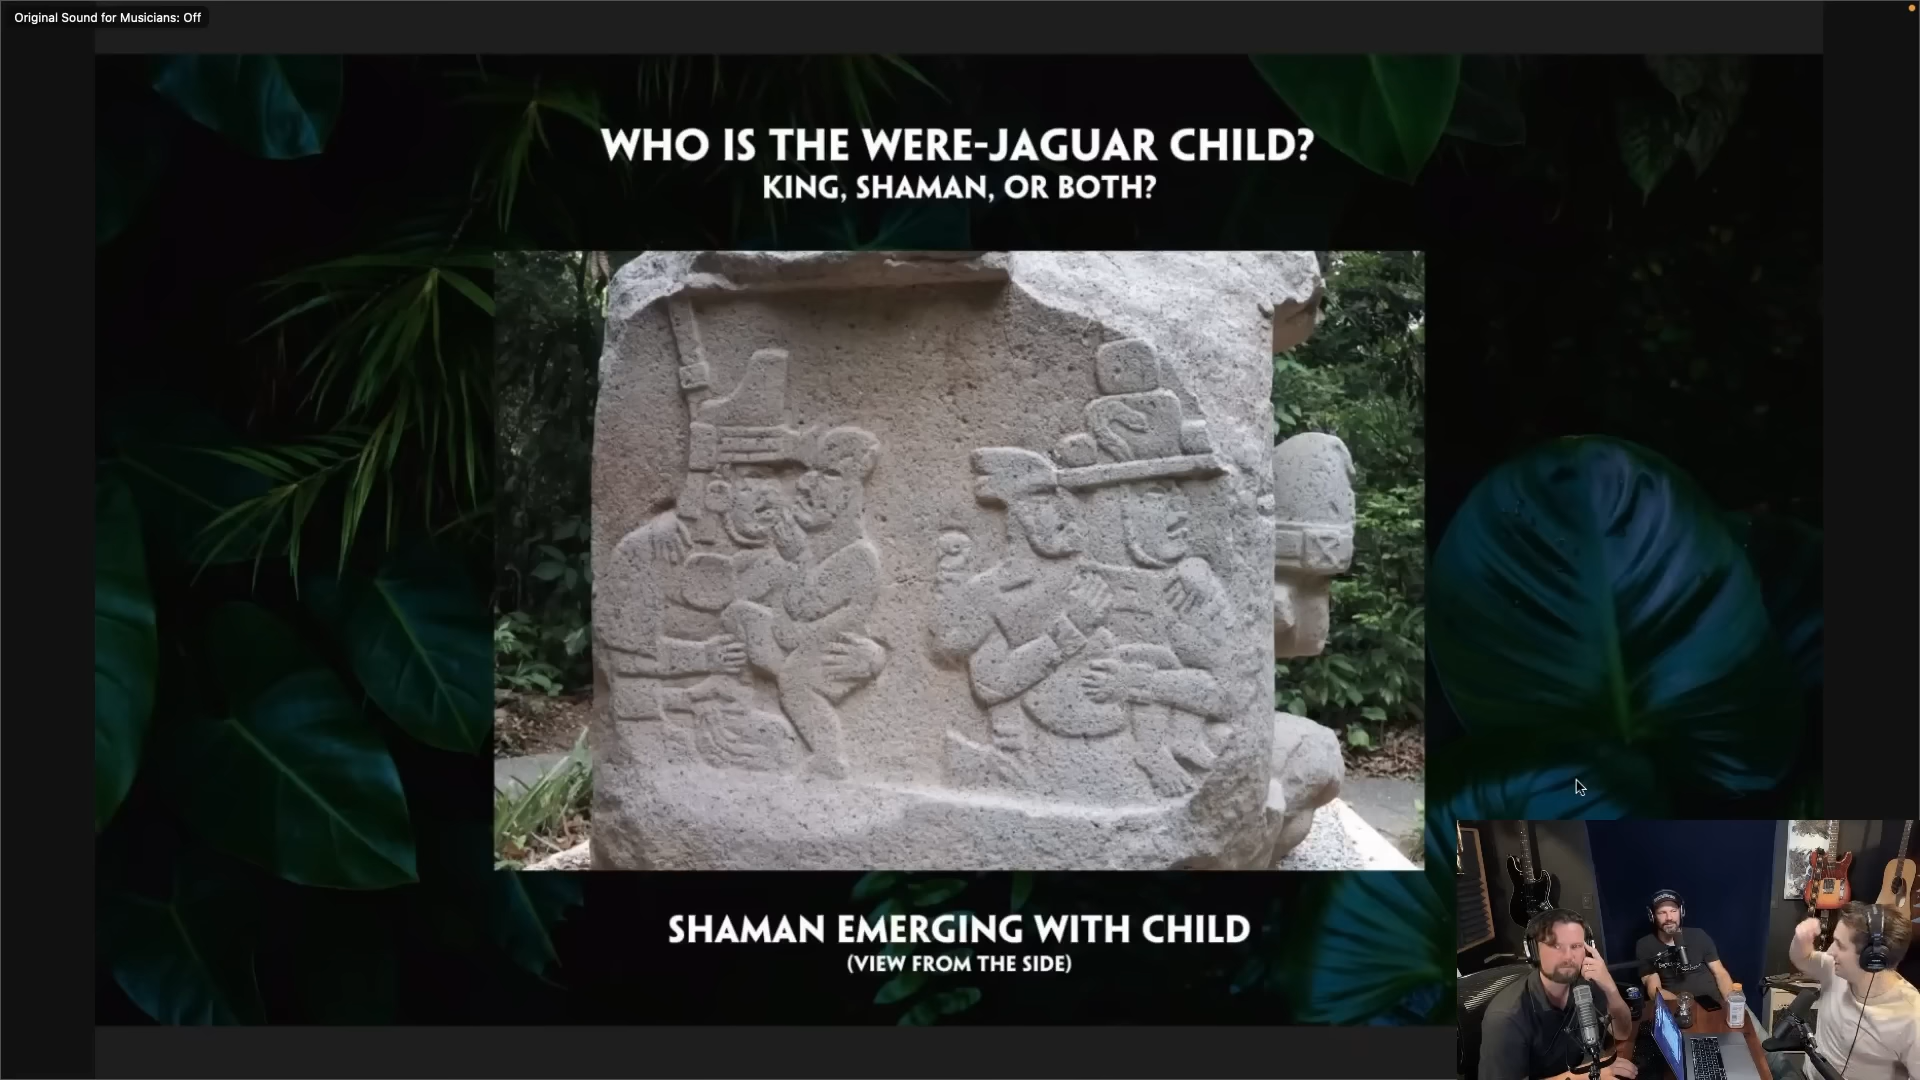 Original Sound for Musicians: Off
WHO IS THE WERE-JAGUAR CHILD?
KING, SHAMAN, OR BOTH?
SHAMAN EMERGING WITH CHILD
(VIEW FROM THE SIDE)